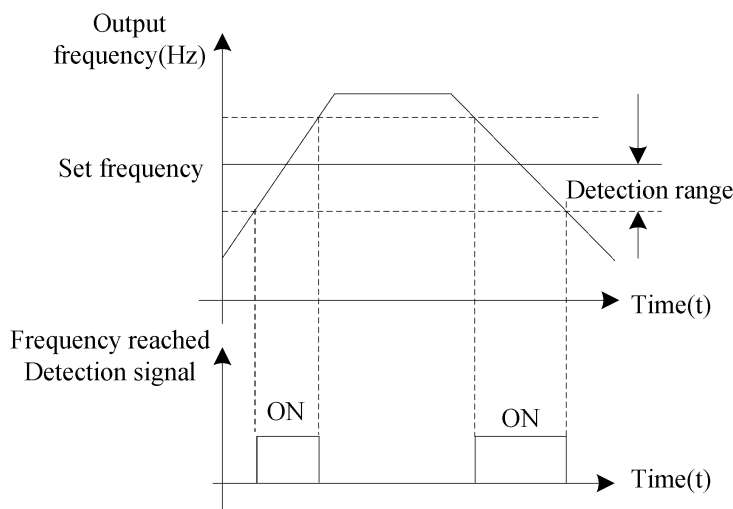 Output
frequency(Hz)
Set frequency
Detection range
Time(t)
Frequency reached
Detection signal
ON
ON
Time(t)